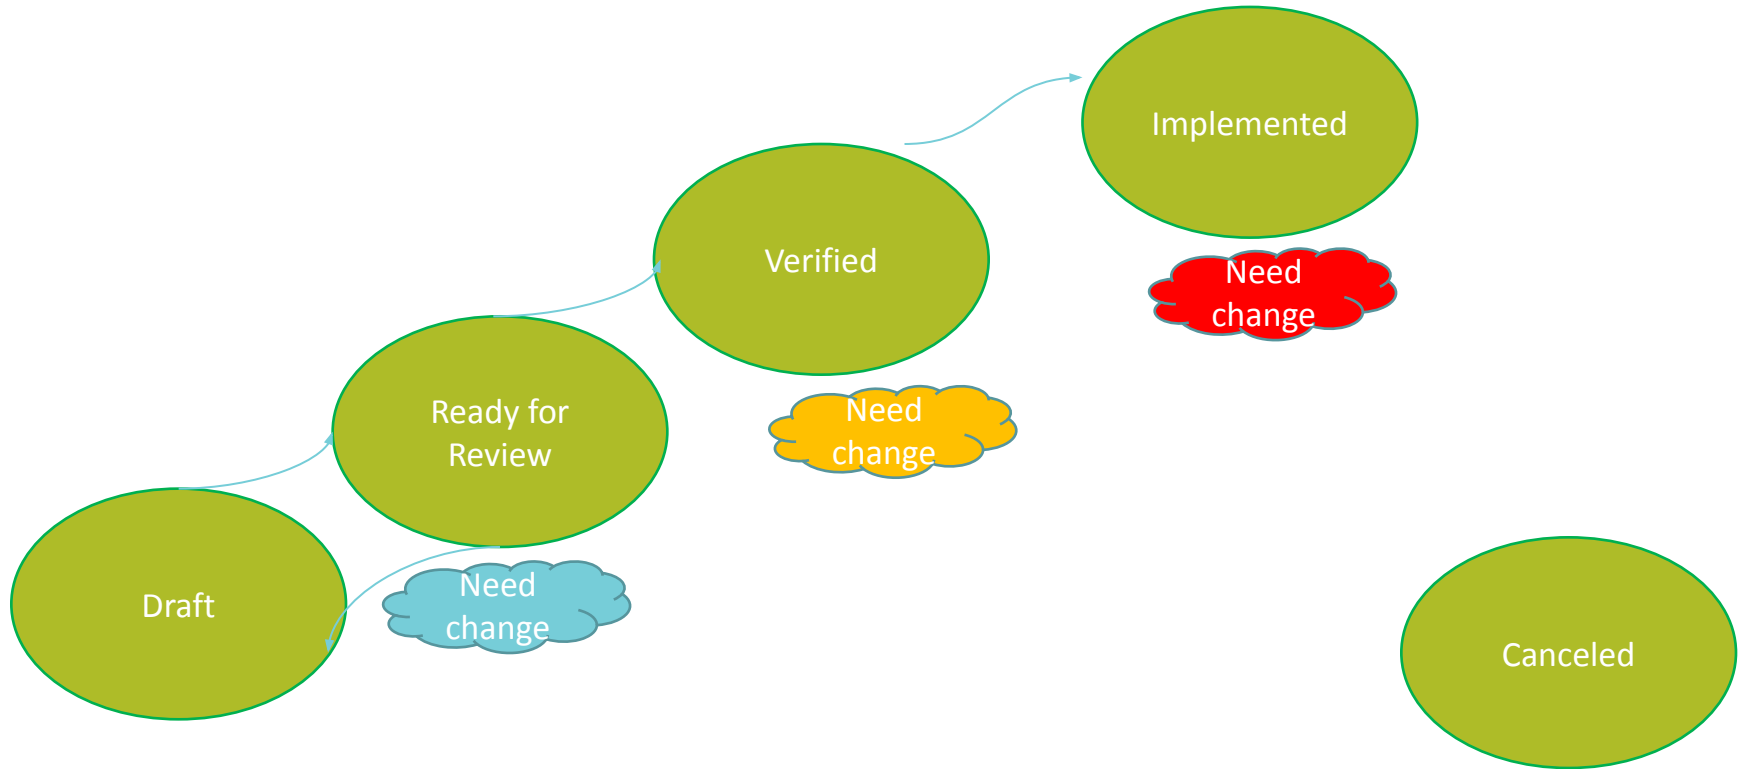 Implemented
Need
change
Verified
Need
change
Ready for
Review
Need
change
Draft
Canceled